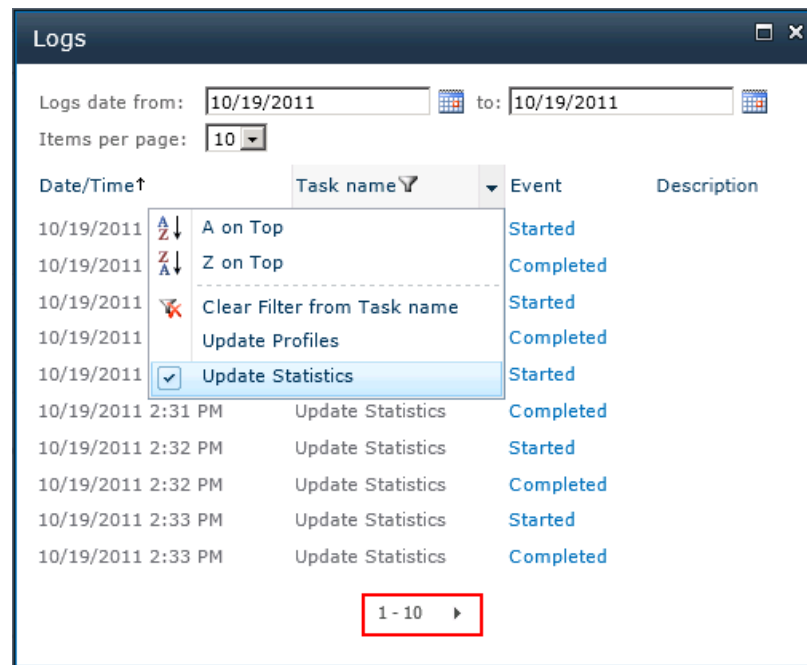 Logs
Logs date from: 10/19/2011 to: 10/19/2011
Items per page: 10
Date/Time Task name Event Description
10/19/2011 A on Top Started
10/19/2011 Z on Top Completed
10/19/2011 Clear Filter from Task name Started
10/19/2011 Update Profiles Completed
10/19/2011 Update Statistics Started
10/19/2011 2:31 PM Update Statistics Completed
10/19/2011 2:32 PM Update Statistics Started
10/19/2011 2:32 PM Update Statistics Completed
10/19/2011 2:33 PM Update Statistics Started
10/19/2011 2:33 PM Update Statistics Completed
1 - 10